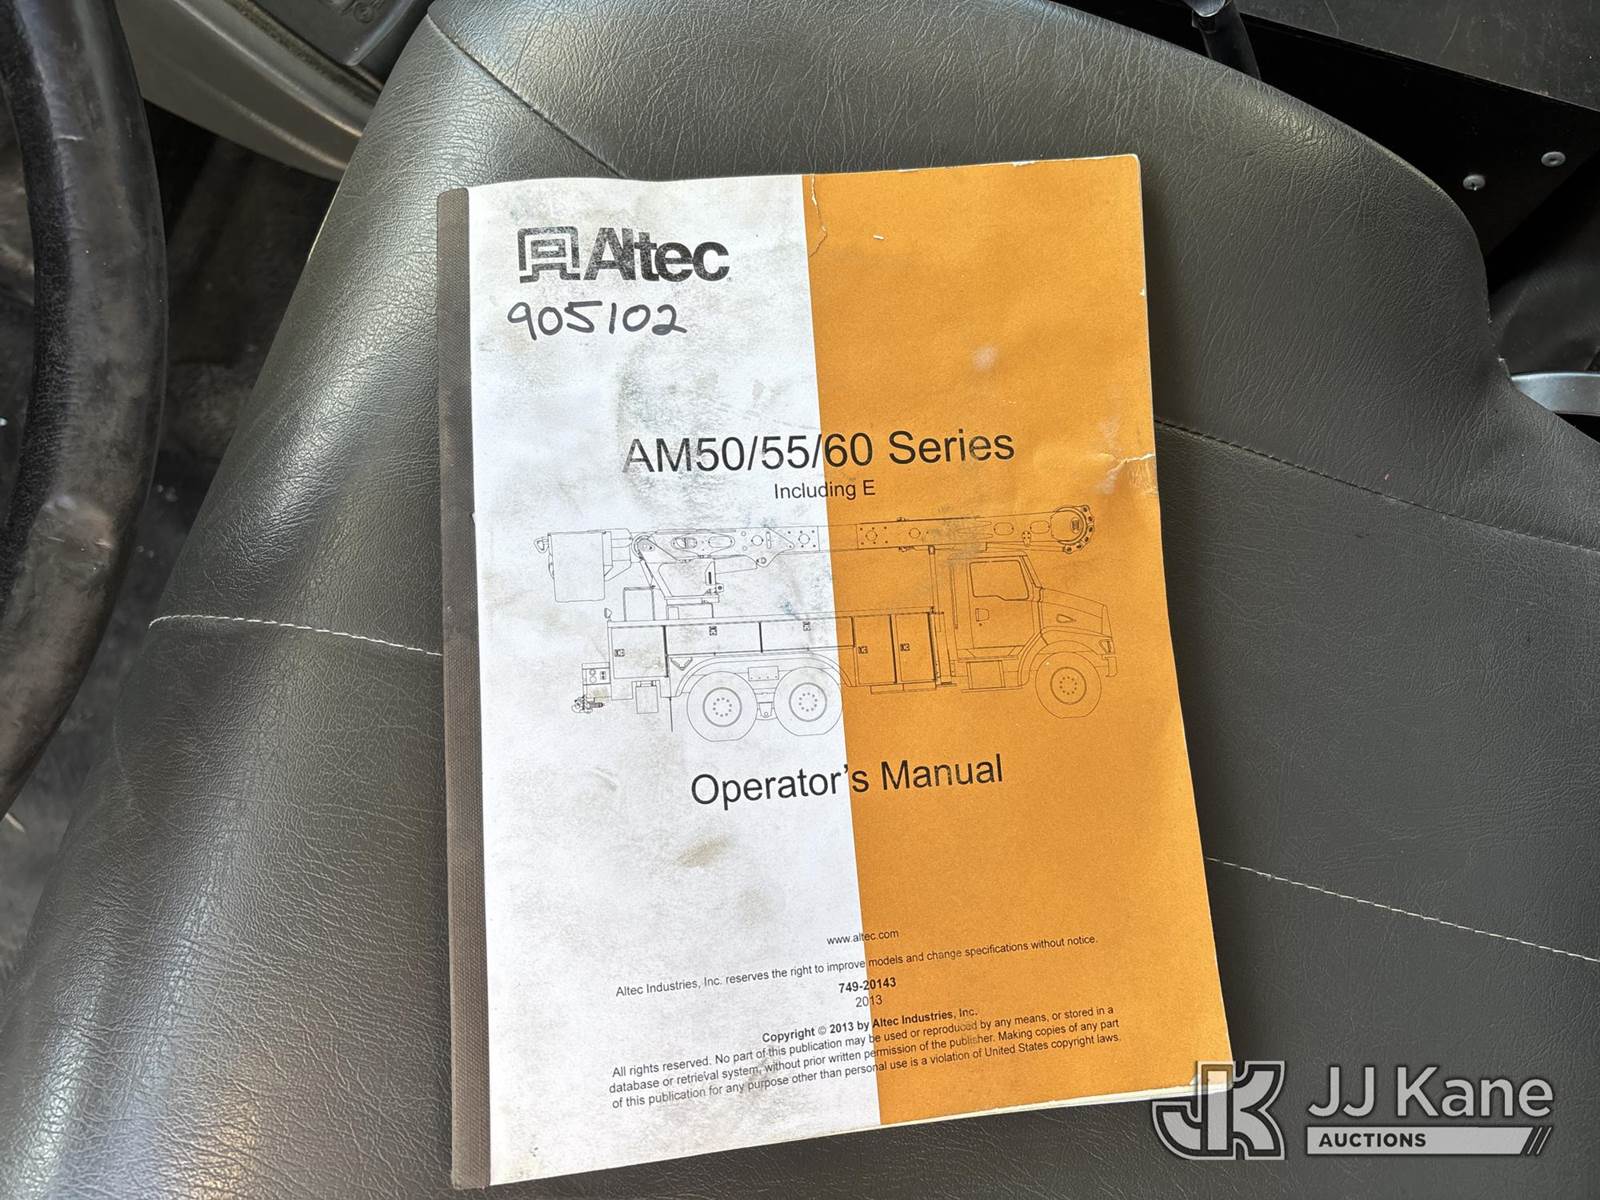 Altec
905102
AM50/55/60 Series
Including E
Operator's Manual
www.altec.com
Altec Industries, Inc. reserves the right to improve models and change specifications without notice.
749-20143
2013
Copyright © 2013 by Altec Industries, Inc.
All rights reserved. No part of this publication may be used or reproduced by any means, or stored in a
database or retrieval system, without prior written permission of the publisher. Making copies of any part
of this publication for any purpose other than personal use is a violation of United States copyright laws.
JK JJ Kane
AUCTIONS